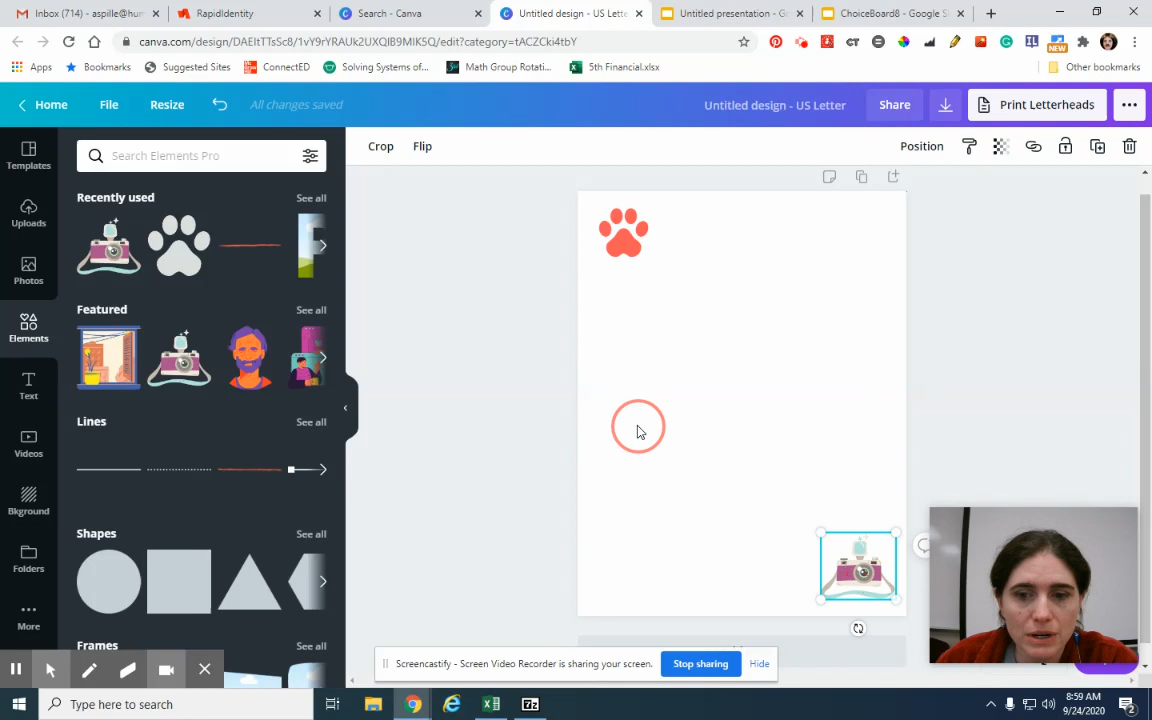 Inbox (714) - aspille@hum
RapidIdentity
Search - Canva
Untitled design - US Lette
Untitled presentation - Go
ChoiceBoard8 - Google S
canva.com/design/DAEItTTsSc8/1vY9rYRAUk2UXQlB9MIK5Q/edit?category=tACZCki4tbY
Apps
Bookmarks
Suggested Sites
ConnectED
Solving Systems of...
Math Group Rotati...
5th Financial.xlsx
Other bookmarks
Home
File
Resize
All changes saved
Untitled design - US Letter
Share
Print Letterheads
Templates
Search Elements Pro
Crop
Flip
Position
Recently used
See all
Uploads
Photos
Featured
See all
Elements
Text
Lines
See all
Videos
Bkground
Shapes
See all
Folders
More
Frames
See all
Screencastify - Screen Video Recorder is sharing your screen.
Stop sharing
Hide
Type here to search
8:59 AM
9/24/2020